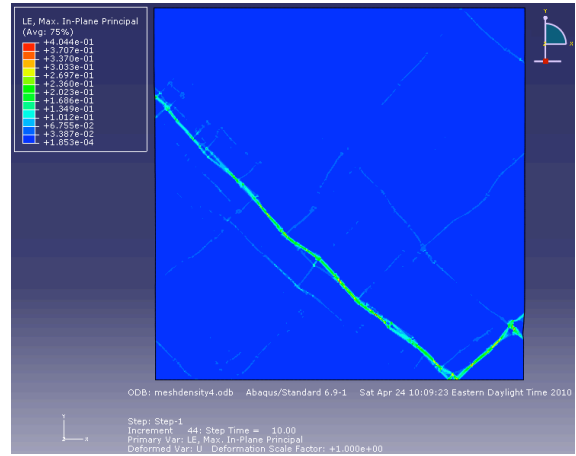 LE, Max. In-Plane Principal
(Avg: 75%)
+4.044e-01
+3.707e-01
+3.370e-01
+3.033e-01
+2.697e-01
+2.360e-01
+2.023e-01
+1.686e-01
+1.349e-01
+1.012e-01
+6.755e-02
+3.387e-02
+1.853e-04
Y
X
ODB: meshdensity4.odb Abaqus/Standard 6.9-1 Sat Apr 24 10:09:23 Eastern Daylight Time 2010
Y
X
Step: Step-1
Increment 44: Step Time = 10.00
Primary Var: LE, Max. In-Plane Principal
Deformed Var: U Deformation Scale Factor: +1.000e+00